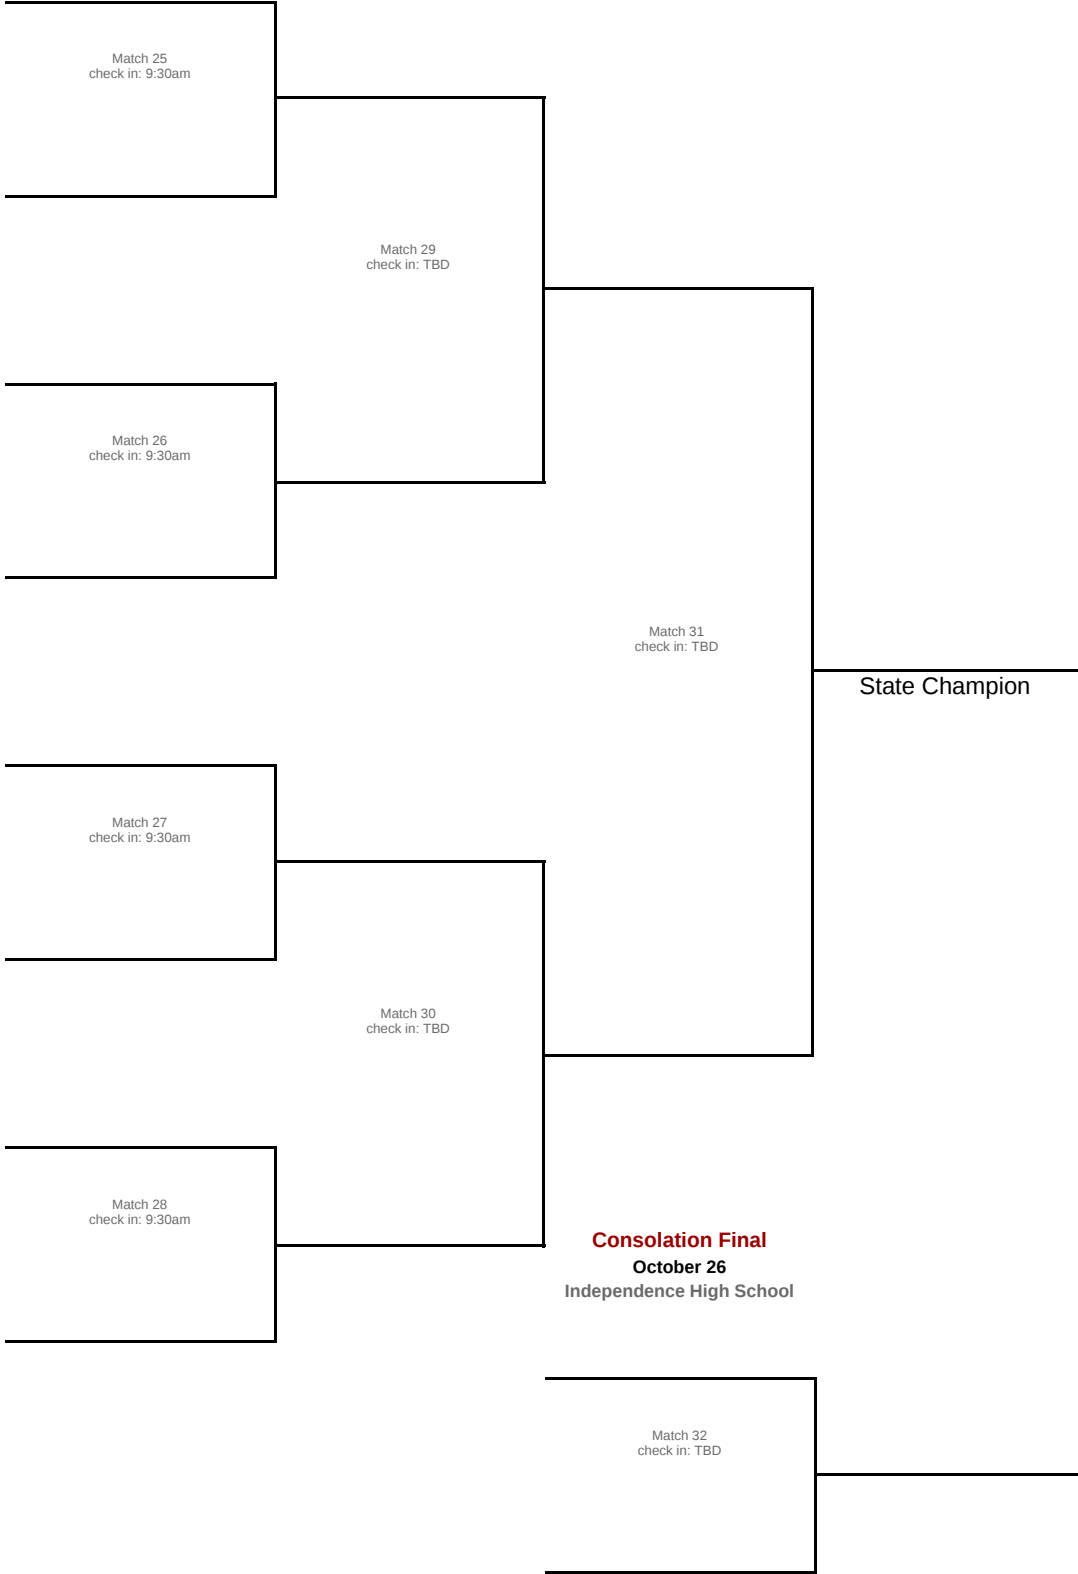 Match 25
check in: 9:30am
Match 29
check in: TBD
Match 26
check in: 9:30am
Match 31
check in: TBD
State Champion
Match 27
check in: 9:30am
Match 30
check in: TBD
Match 28
check in: 9:30am
Consolation Final
October 26
Independence High School
Match 32
check in: TBD